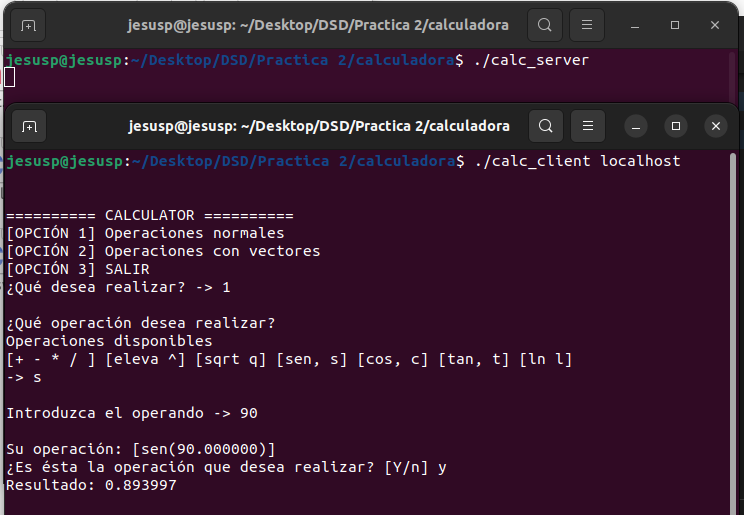 jesusp@jesusp: ~/Desktop/DSD/Practica 2/calculadora
jesusp@jesusp:~/Desktop/DSD/Practica 2/calculadora$ ./calc_server
jesusp@jesusp: ~/Desktop/DSD/Practica 2/calculadora
jesusp@jesusp:~/Desktop/DSD/Practica 2/calculadora$ ./calc_client localhost
========== CALCULATOR ==========
[OPCIÓN 1] Operaciones normales
[OPCIÓN 2] Operaciones con vectores
[OPCIÓN 3] SALIR
¿Qué desea realizar? -> 1
¿Qué operación desea realizar?
Operaciones disponibles
[+ - * / ] [eleva ^] [sqrt q] [sen, s] [cos, c] [tan, t] [ln l]
-> s
Introduzca el operando -> 90
Su operación: [sen(90.000000)]
¿Es ésta la operación que desea realizar? [Y/n] y
Resultado: 0.893997